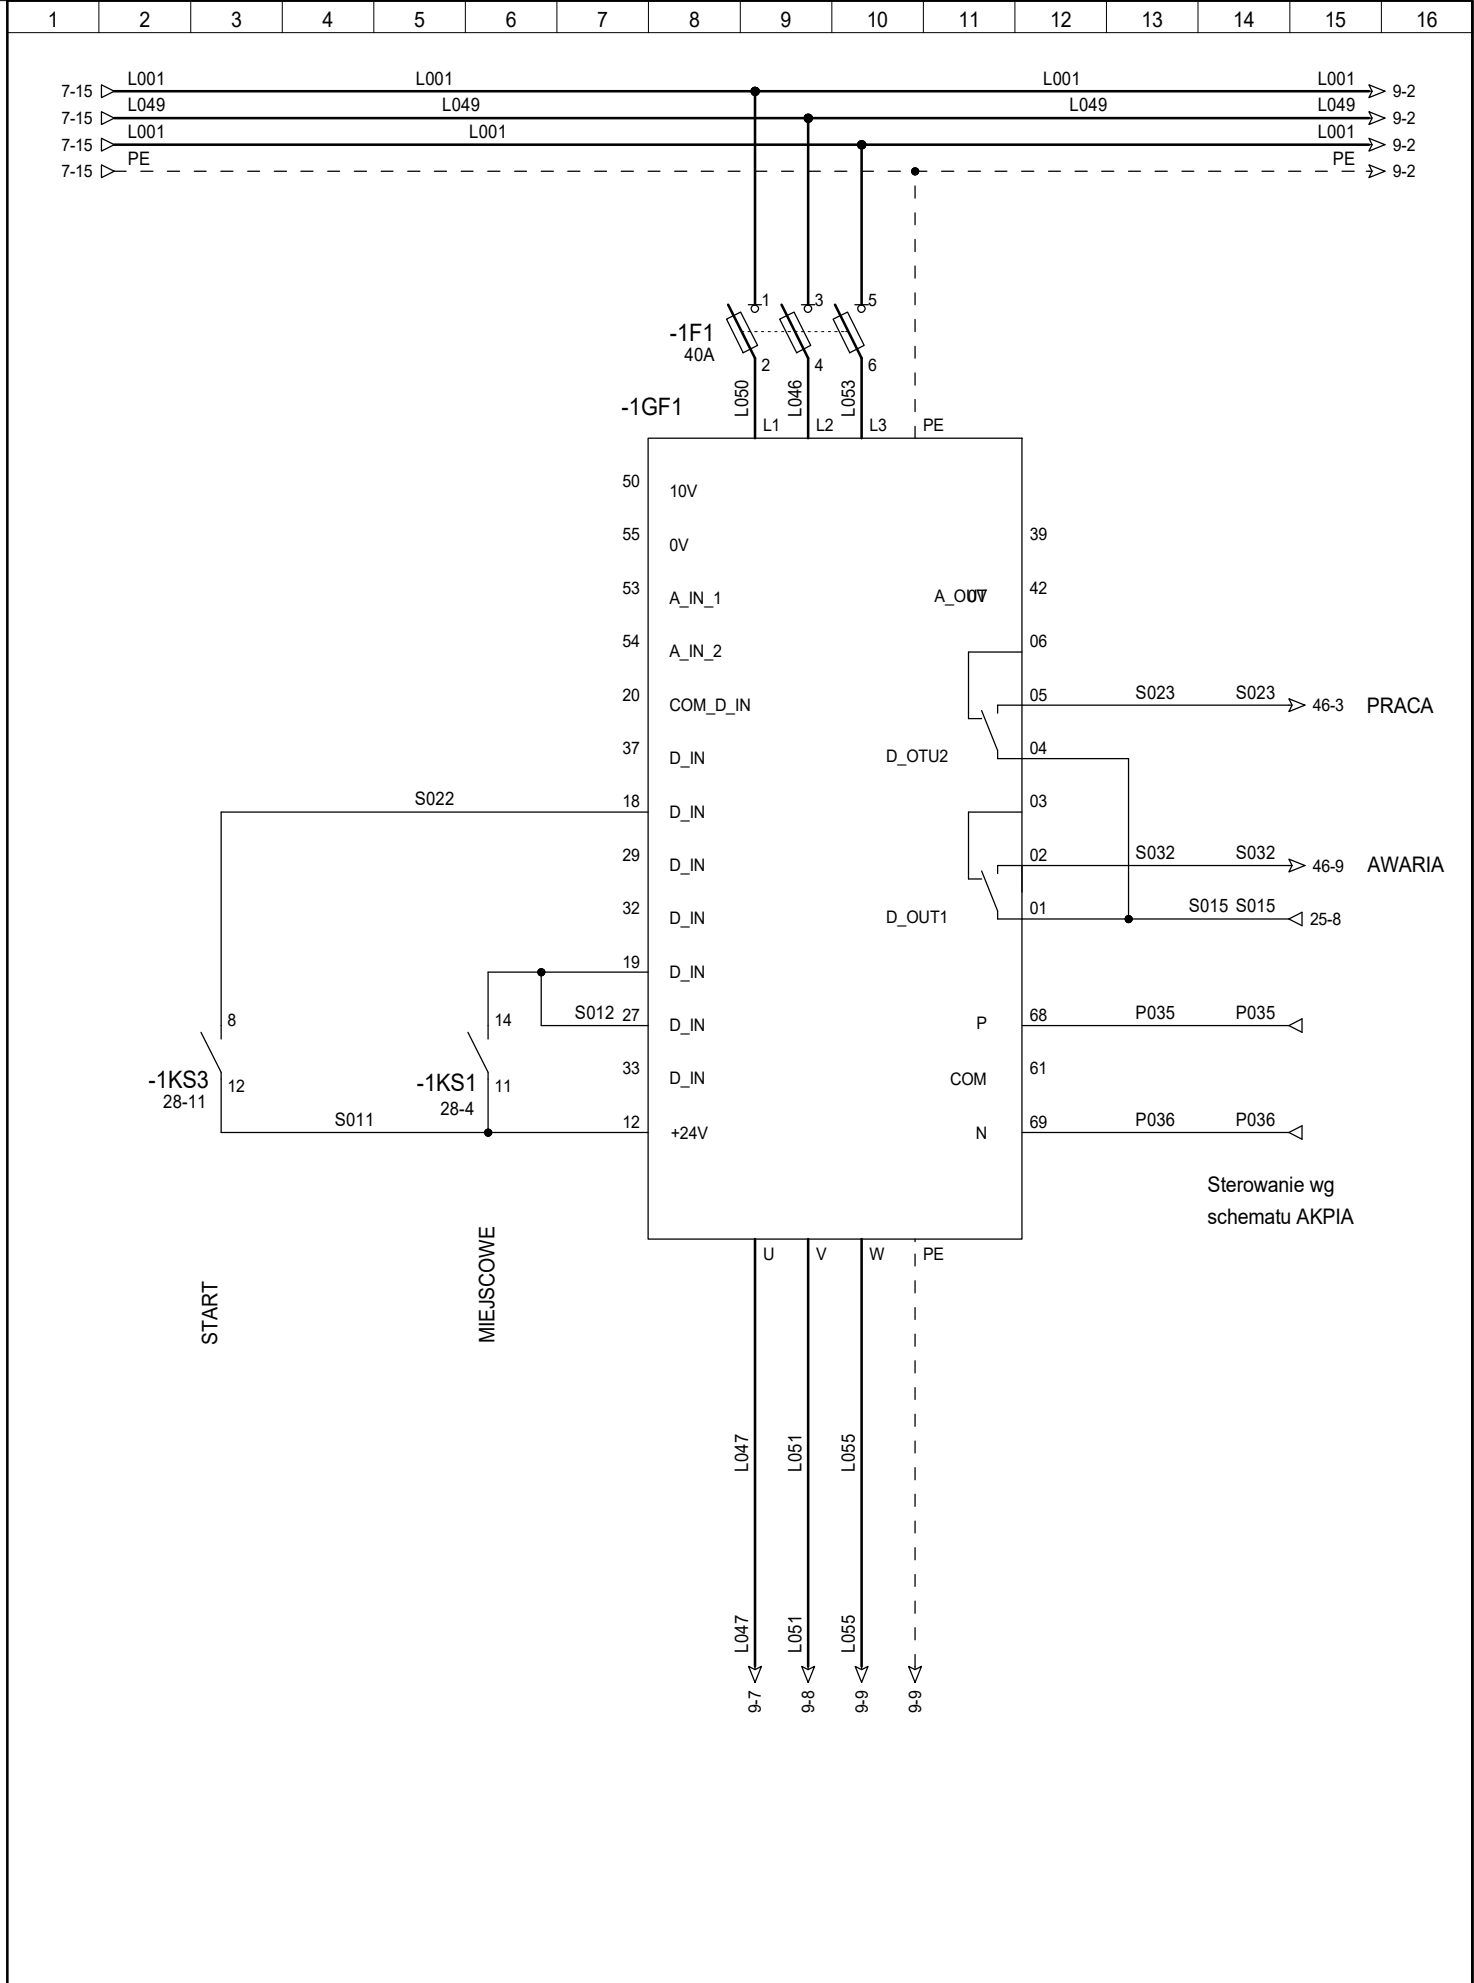 1 2 3 4 5 6 7 8 9 10 11 12 13 14 15 16
7-15 L001 L001 L001 L001 9-2
7-15 L049 L049 L049 L049 9-2
7-15 L001 L001 L001 9-2
7-15 PE PE 9-2
1 3 5
-1F1
40A
2 4 6
L050 L046 L053
-1GF1
L1 L2 L3 PE
50 10V
55 0V 39
53 A_IN_1 A_OUT 0V 42
54 A_IN_2 06
20 COM_D_IN 05 S023 S023 46-3 PRACA
37 D_IN D_OTU2 04
S022 18 D_IN 03
29 D_IN 02 S032 S032 46-9 AWARIA
32 D_IN D_OUT1 01 S015 S015 25-8
19 D_IN
8 14 S012 27 D_IN P 68 P035 P035
-1KS3 12 -1KS1 11 33 D_IN COM 61
28-11 28-4
S011 12 +24V N 69 P036 P036
Sterowanie wg
schematu AKPIA
START
MIEJSCOWE
U V W PE
L047 L051 L055
L047 L051 L055
9-7 9-8 9-9 9-9